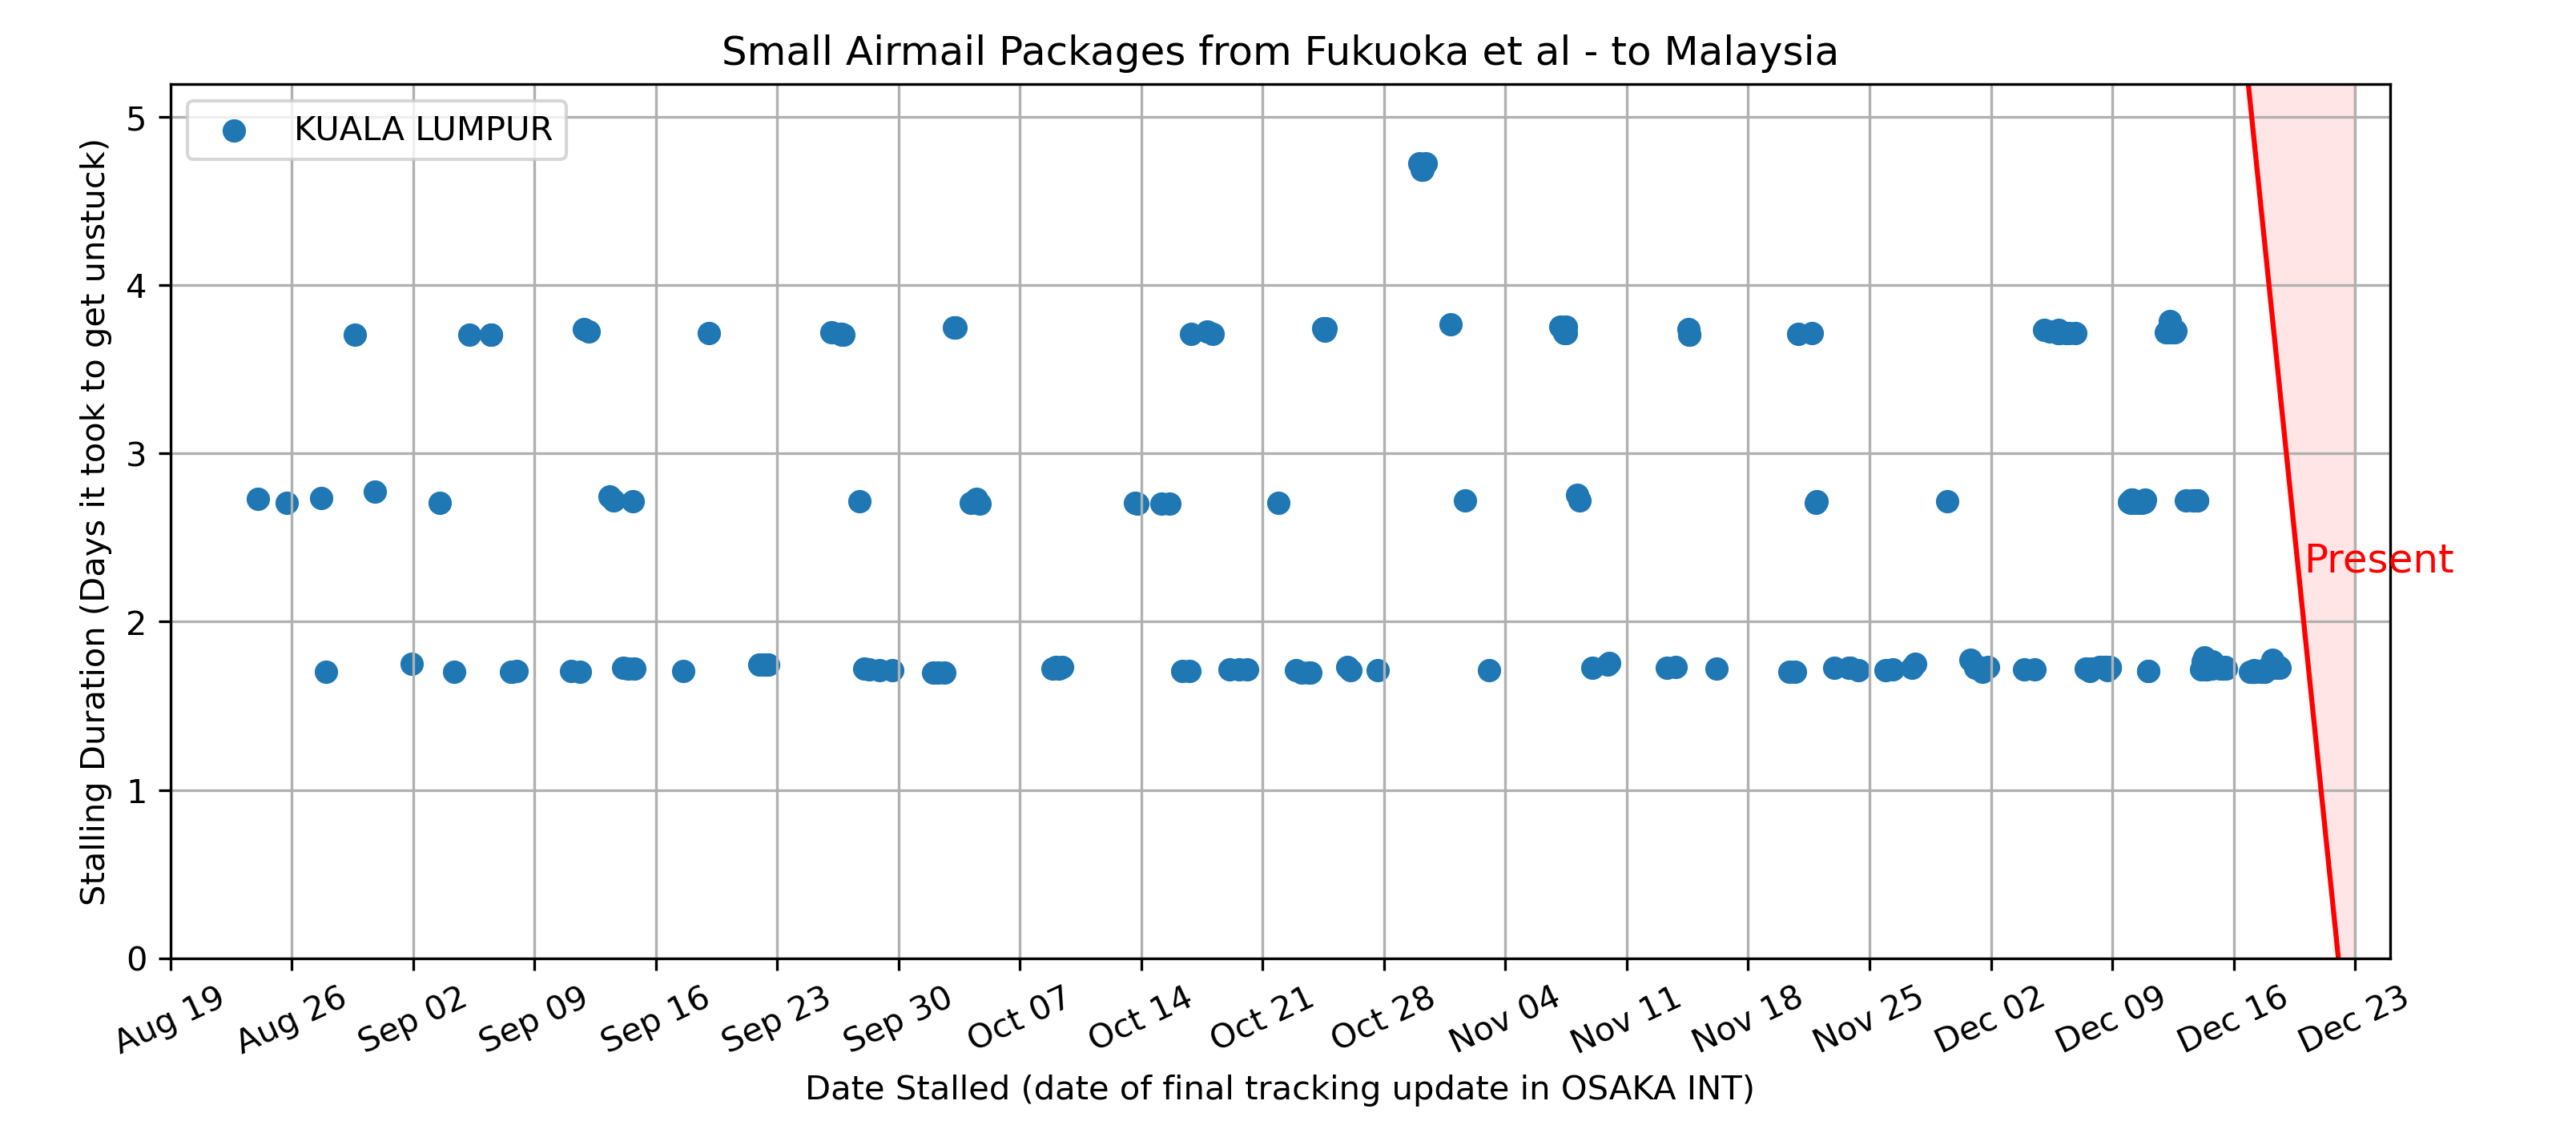 Small Airmail Packages from Fukuoka et al - to Malaysia
KUALA LUMPUR
Stalling Duration (Days it took to get unstuck)
5
4
3
2
1
0
Present
Aug 19
Aug 26
Sep 02
Sep 09
Sep 16
Sep 23
Sep 30
Oct 07
Oct 14
Oct 21
Oct 28
Nov 04
Nov 11
Nov 18
Nov 25
Dec 02
Dec 09
Dec 16
Dec 23
Date Stalled (date of final tracking update in OSAKA INT)